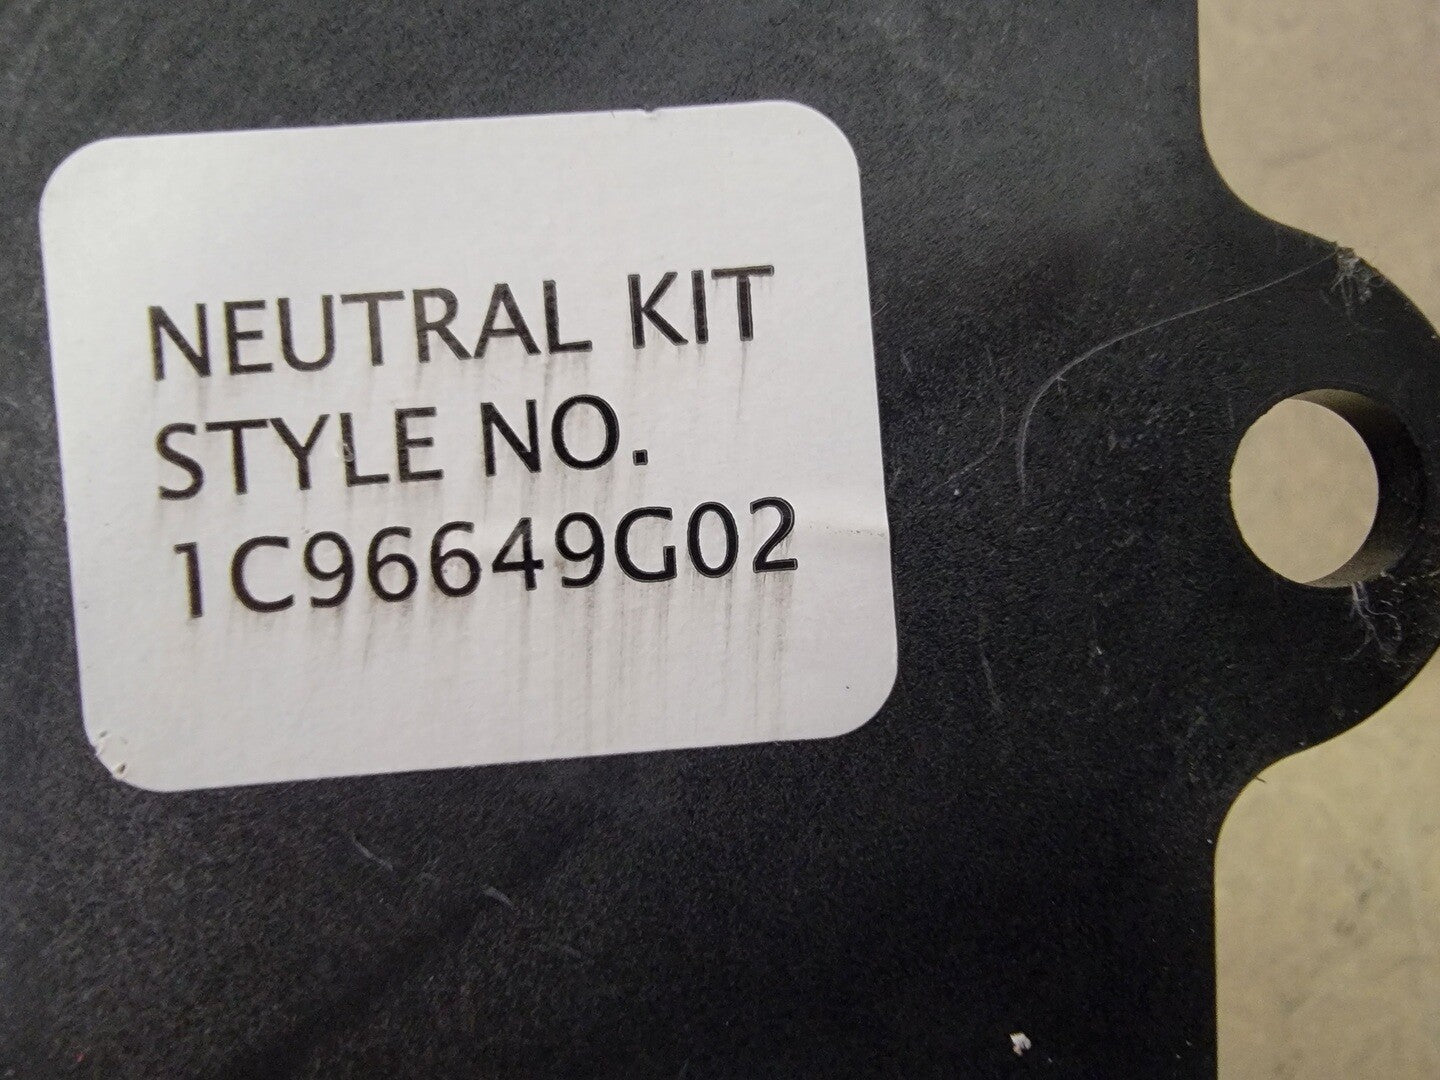 NEUTRAL KIT
STYLE NO.
1C96649G02